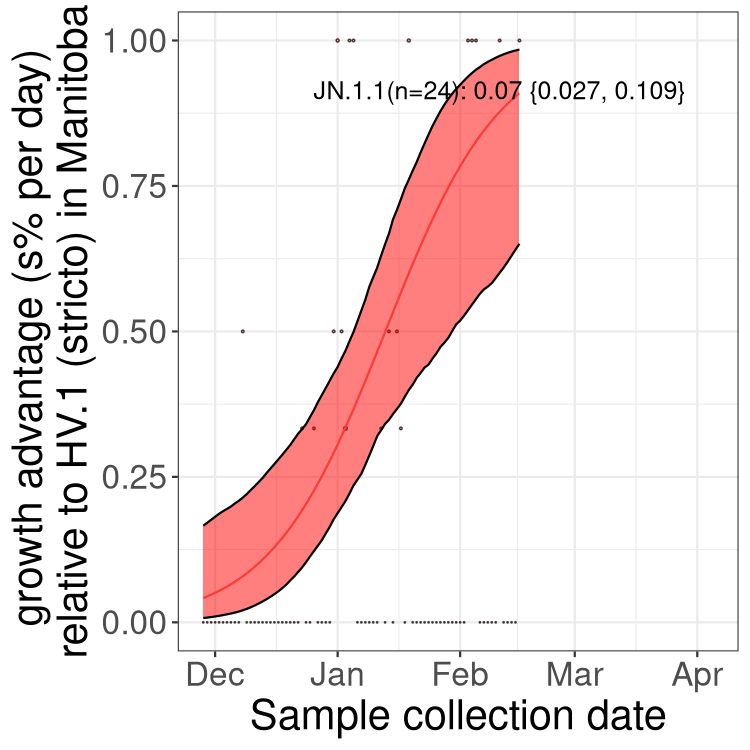 growth advantage (s% per day)
relative to HV.1 (stricto) in Manitoba
1.00
0.75
0.50
0.25
0.00
JN.1.1(n=24): 0.07 {0.027, 0.109}
Dec
Jan
Feb
Mar
Apr
Sample collection date